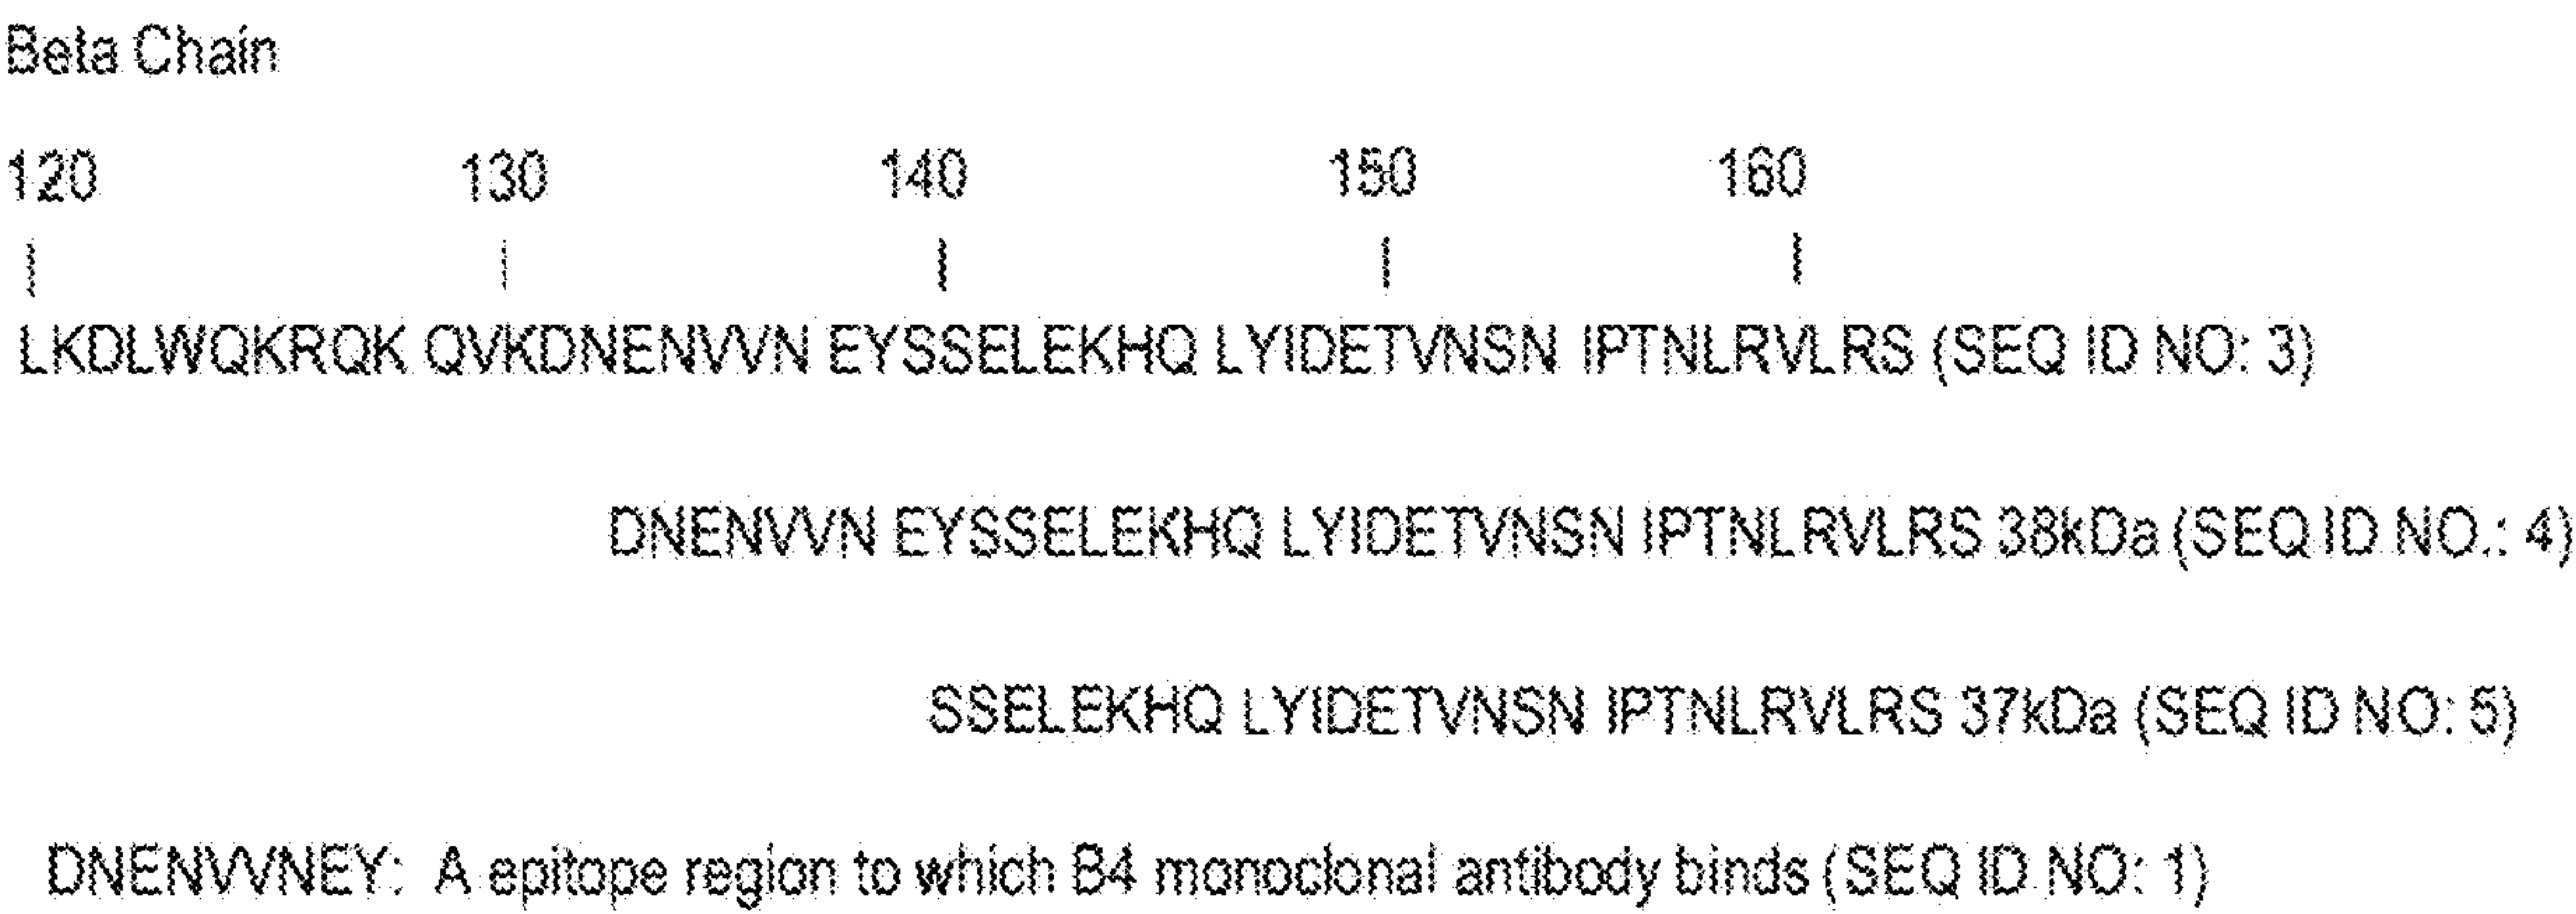 Beta Chain
120 130 140 150 160
| | | | |
LKDLWQKRQK QVKDNENVVN EYSSELEKHQ LYIDETVNSN IPTNLRVLRS (SEQ ID NO: 3)
DNENVVN EYSSELEKHQ LYIDETVNSN IPTNLRVLRS 38kDa (SEQ ID NO.: 4)
SSELEKHQ LYIDETVNSN IPTNLRVLRS 37kDa (SEQ ID NO: 5)
DNENVVNEY: A epitope region to which B4 monoclonal antibody binds (SEQ ID NO: 1)